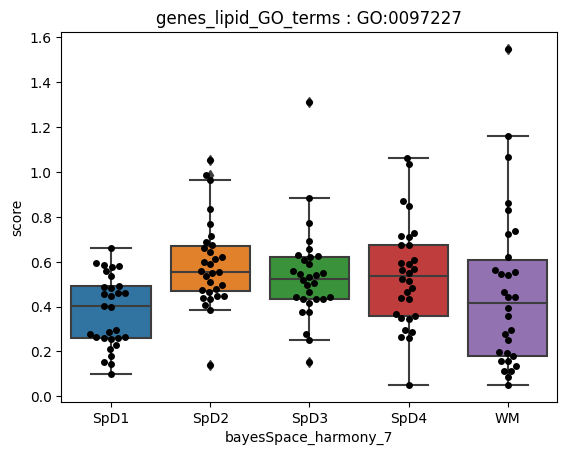 genes_lipid_GO_terms : GO:0097227
1.6
1.4
1.2
1.0
0.8
0.6
0.4
0.2
0.0
score
SpD1 SpD2 SpD3 SpD4 WM
bayesSpace_harmony_7